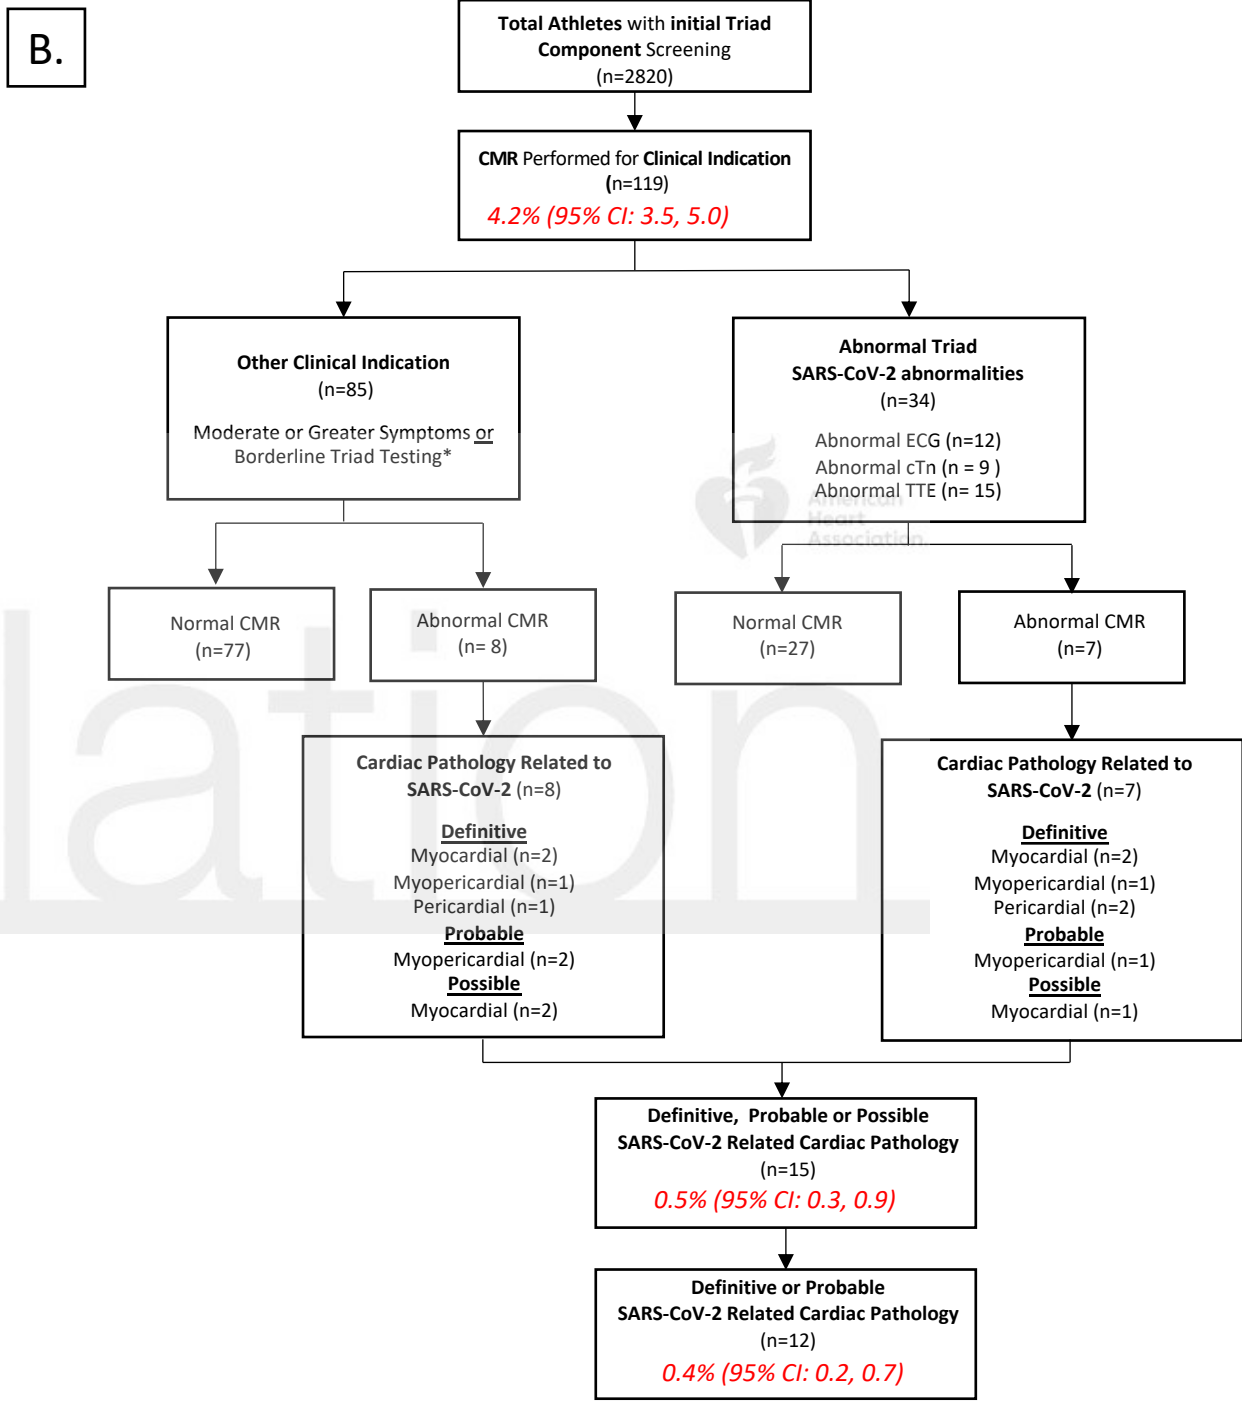 B.
Total Athletes with initial Triad
Component Screening
(n=2820)
CMR Performed for Clinical Indication
(n=119)
4.2% (95% CI: 3.5, 5.0)
Other Clinical Indication
(n=85)
Moderate or Greater Symptoms or
Borderline Triad Testing*
Abnormal Triad
SARS-CoV-2 abnormalities
(n=34)
Abnormal ECG (n=12)
Abnormal cTn (n = 9 )
Abnormal TTE (n= 15)
American
Heart
Association.
Normal CMR
(n=77)
Abnormal CMR
(n= 8)
Normal CMR
(n=27)
Abnormal CMR
(n=7)
lation
Cardiac Pathology Related to
SARS-CoV-2 (n=8)
Definitive
Myocardial (n=2)
Myopericardial (n=1)
Pericardial (n=1)
Probable
Myopericardial (n=2)
Possible
Myocardial (n=2)
Cardiac Pathology Related to
SARS-CoV-2 (n=7)
Definitive
Myocardial (n=2)
Myopericardial (n=1)
Pericardial (n=2)
Probable
Myopericardial (n=1)
Possible
Myocardial (n=1)
Definitive, Probable or Possible
SARS-CoV-2 Related Cardiac Pathology
(n=15)
0.5% (95% CI: 0.3, 0.9)
Definitive or Probable
SARS-CoV-2 Related Cardiac Pathology
(n=12)
0.4% (95% CI: 0.2, 0.7)